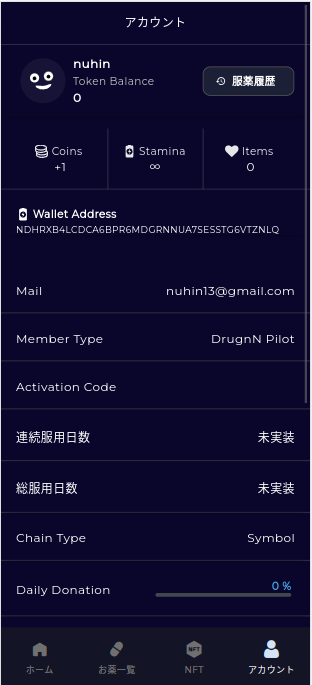 アカウント
nuhin
Token Balance
0
服薬履歴
Coins
+1
Stamina
∞
Items
0
Wallet Address
NDHRXB4LCDCA6BPR6MDGRNNUA7SESSTG6VTZNLQ
Mail nuhin13@gmail.com
Member Type DrugnN Pilot
Activation Code
連続服用日数 未実装
総服用日数 未実装
Chain Type Symbol
Daily Donation 0 %
ホーム お薬一覧 NFT アカウント